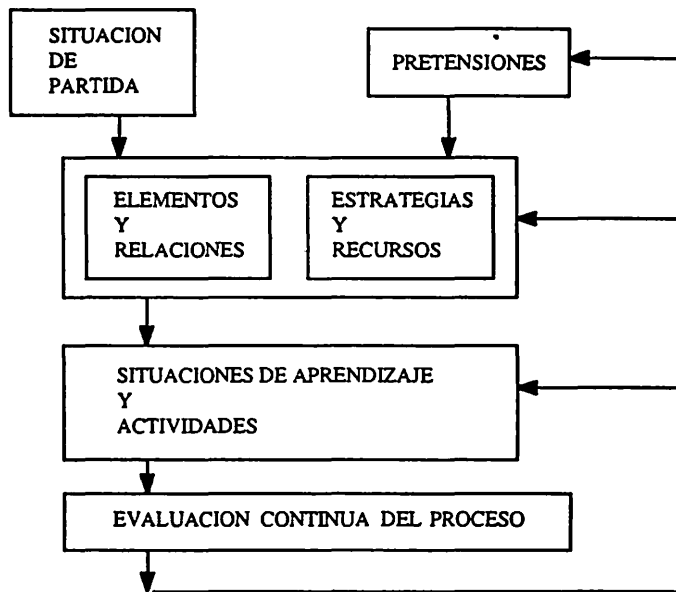 SITUACION
DE
PARTIDA
PRETENSIONES
ELEMENTOS
Y
RELACIONES
ESTRATEGIAS
Y
RECURSOS
SITUACIONES DE APRENDIZAJE
Y
ACTIVIDADES
EVALUACION CONTINUA DEL PROCESO